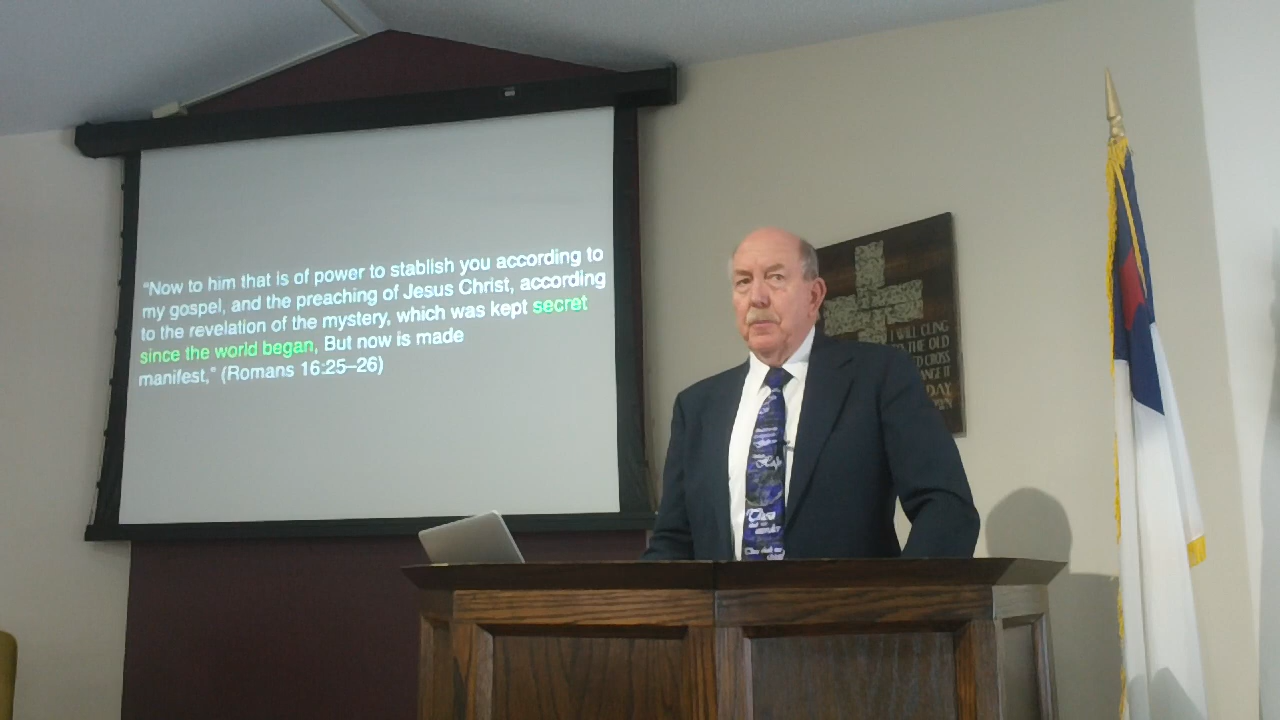 “Now to him that is of power to stablish you according to
my gospel, and the preaching of Jesus Christ, according
to the revelation of the mystery, which was kept secret
since the world began, But now is made
manifest,” (Romans 16:25–26)
I WILL CLING
TO THE OLD
CROSS
DAY